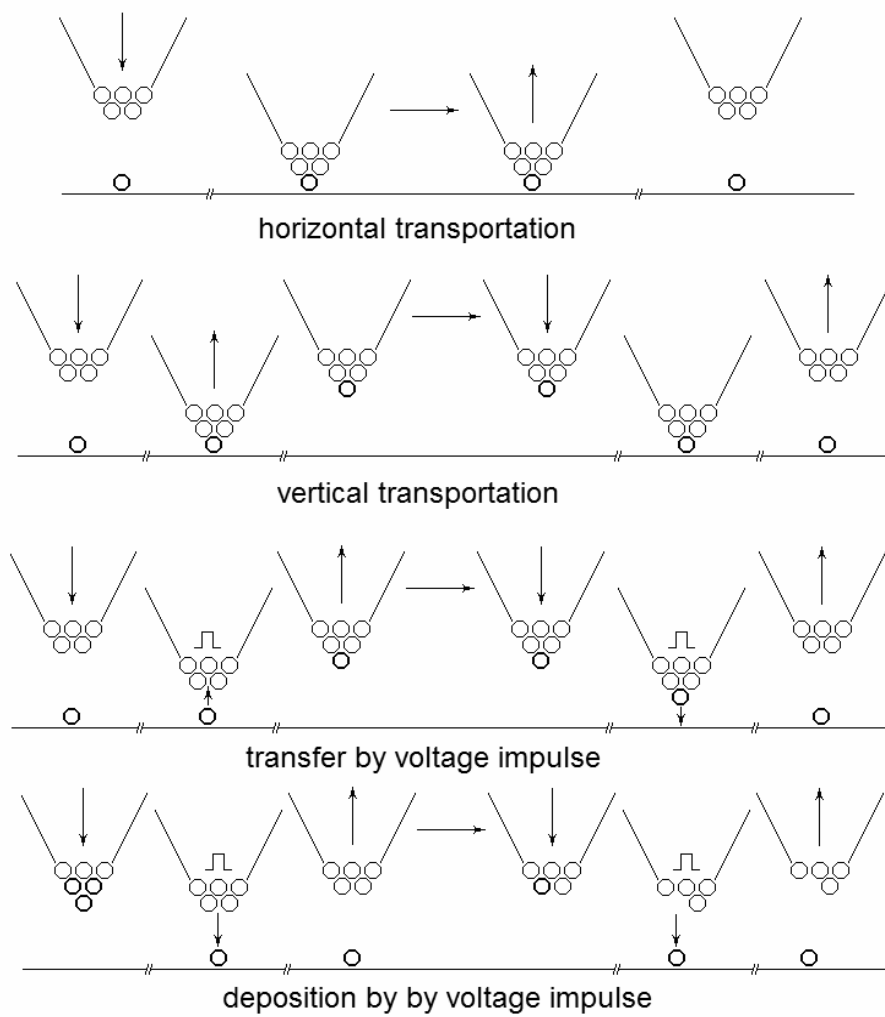 horizontal transportation
vertical transportation
transfer by voltage impulse
deposition by by voltage impulse